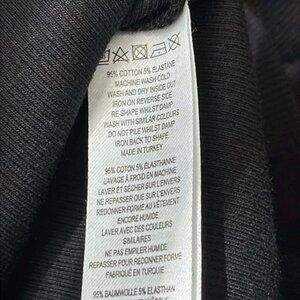 95% COTTON 5% ELASTANE
MACHINE WASH COLD
WASH AND DRY INSIDE OUT
IRON ON REVERSE SIDE
RE-SHAPE WHILST DAMP
WASH WITH SIMILAR COLOURS
DO NOT PILE WHILST DAMP
IRON BACK TO SHAPE
MADE IN TURKEY
95% COTON 5% ÉLASTHANNE
LAVAGE À FROID EN MACHINE
LAVER ET SÉCHER SUR L'ENVERS
NE REPASSER QUE SUR L'ENVERS
REDONNER FORME AU VÊTEMENT
ENCORE HUMIDE
LAVER AVEC DES COULEURS
SIMILAIRES
NE PAS EMPILER HUMIDE
REPASSER POUR REDONNER FORME
FABRIQUÉ EN TURQUIE
95% BAUMWOLLE 5% ELASTHAN